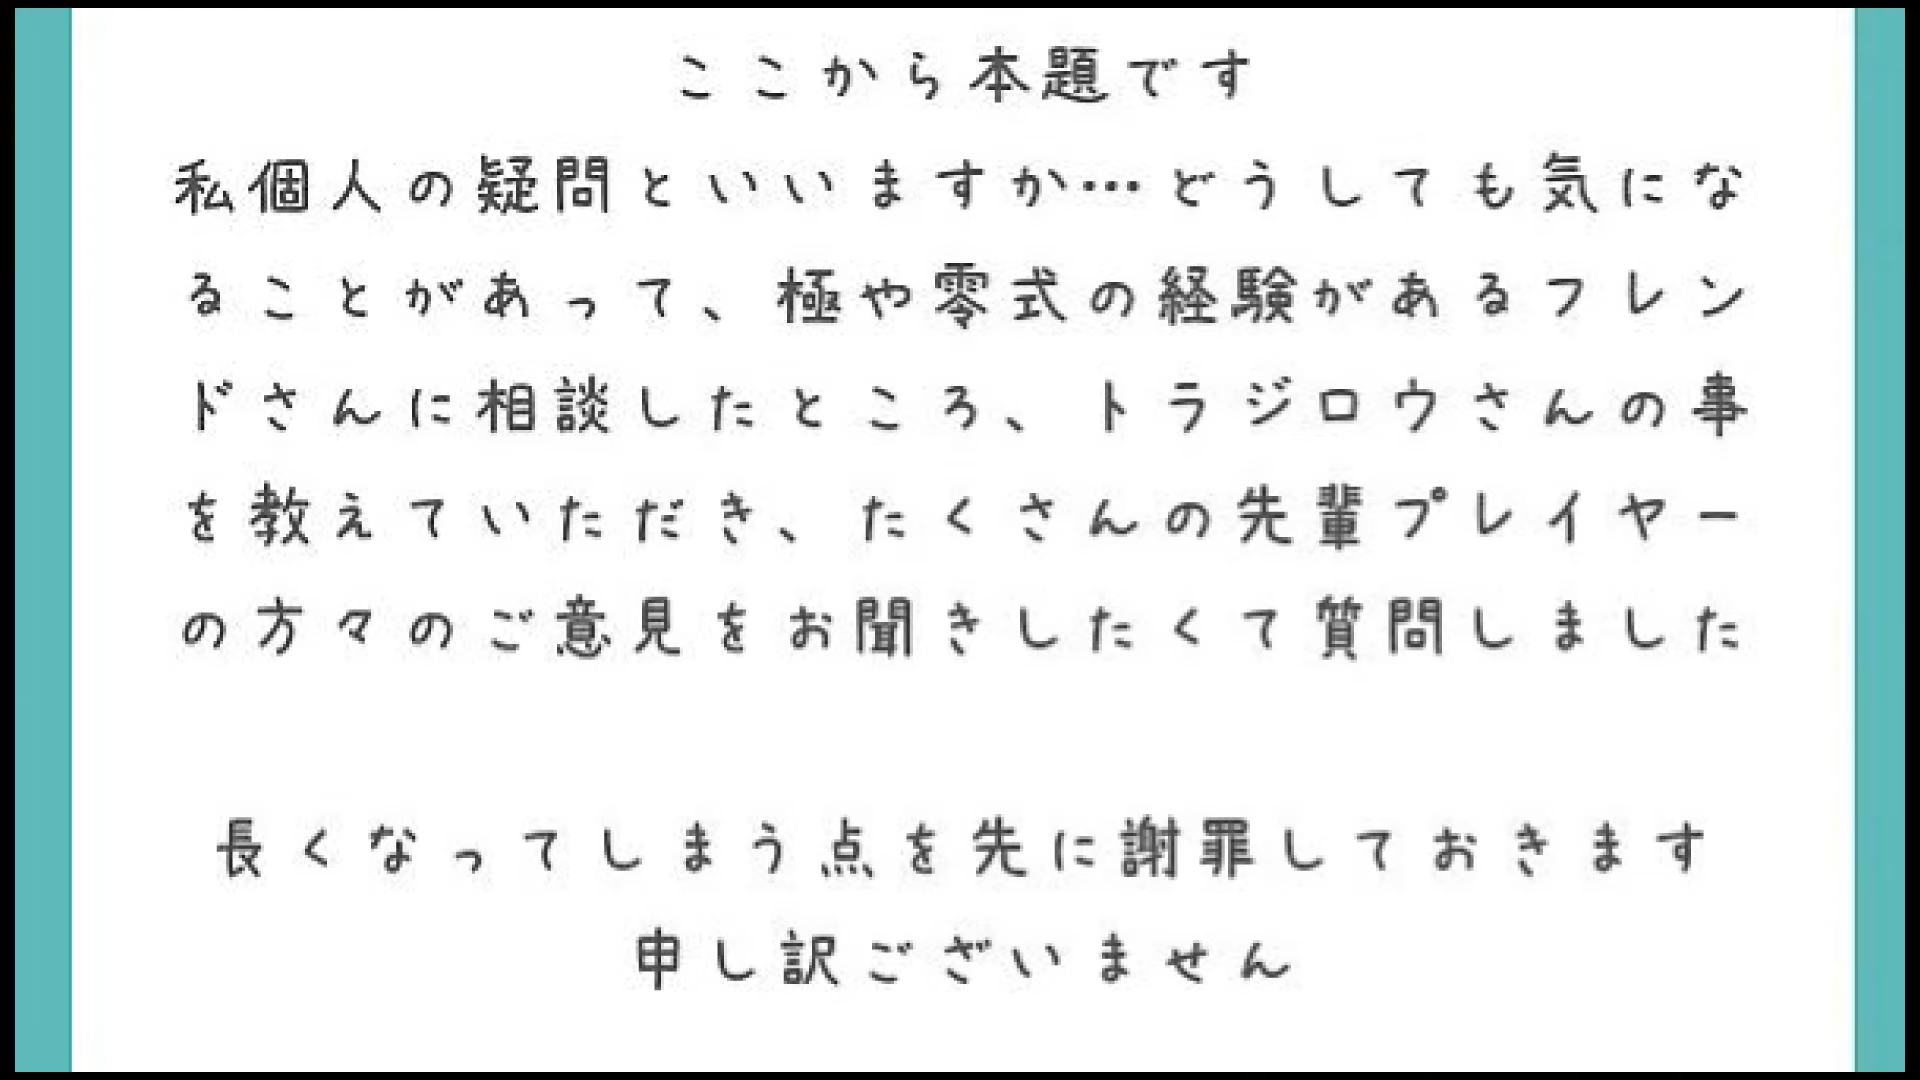 ここから本題です
私個人の疑問といいますか…どうしても気にな
ることがあって、極や零式の経験があるフレン
ドさんに相談したところ、トラジロウさんの事
を教えていただき、たくさんの先輩プレイヤー
の方々のご意見をお聞きしたくて質問しました
長くなってしまう点を先に謝罪しておきます
申し訳ございません